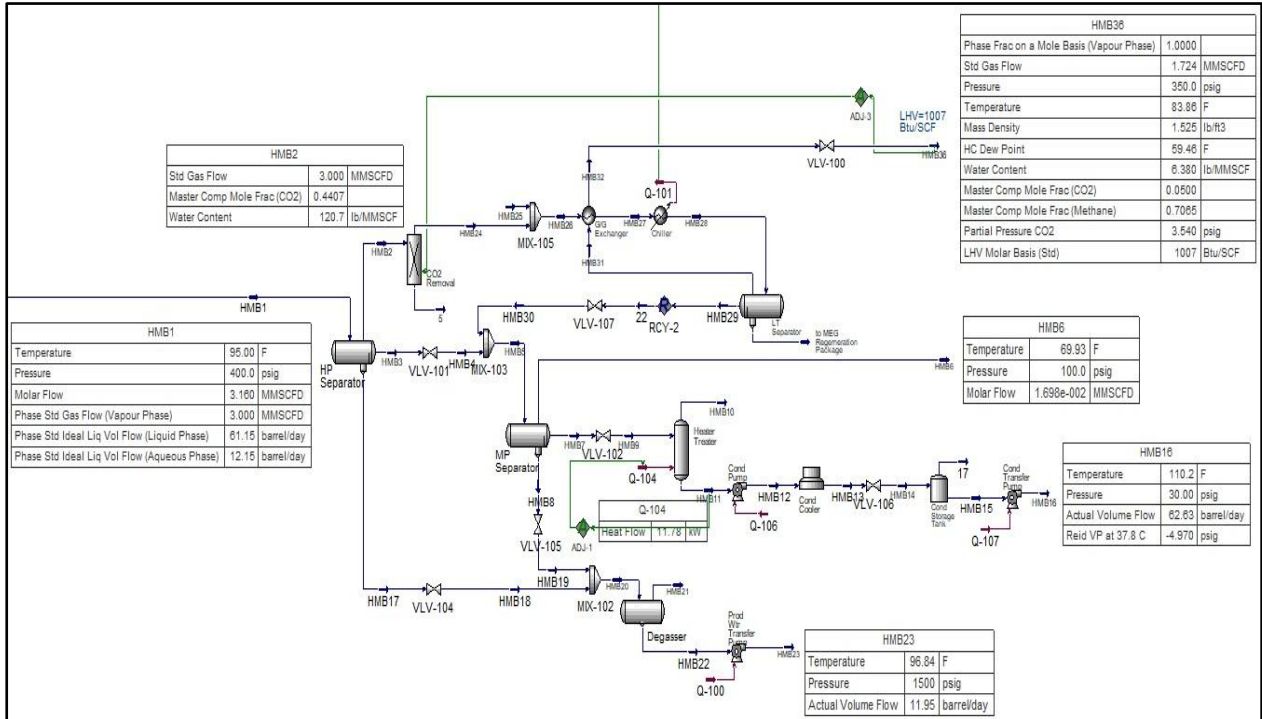 HMB36
Phase Frac on a Mole Basis (Vapour Phase) 1.0000
Std Gas Flow 1.724 MMSCFD
Pressure 350.0 psig
Temperature 83.86 F
Mass Density 1.525 lb/ft3
HC Dew Point 59.46 F
Water Content 6.380 lb/MMSCF
Master Comp Mole Frac (CO2) 0.0500
Master Comp Mole Frac (Methane) 0.7065
Partial Pressure CO2 3.540 psig
LHV Molar Basis (Std) 1007 Btu/SCF
ADJ-3
LHV=1007
Btu/SCF
VLV-100
HMB36
HMB2
Std Gas Flow 3.000 MMSCFD
Master Comp Mole Frac (CO2) 0.4407
Water Content 120.7 lb/MMSCF
HMB32
Q-101
HMB25
HMB24
HMB26
MIX-105
G/G
Exchanger
HMB27
Chiller
HMB28
HMB2
CO2
Removal
5
HMB31
HMB1
HMB30
VLV-107
22
RCY-2
HMB29
LT
Separator
to MEG
Regeneration
Package
HMB1
Temperature 95.00 F
Pressure 400.0 psig
Molar Flow 3.160 MMSCFD
Phase Std Gas Flow (Vapour Phase) 3.000 MMSCFD
Phase Std Ideal Liq Vol Flow (Liquid Phase) 61.15 barrel/day
Phase Std Ideal Liq Vol Flow (Aqueous Phase) 12.15 barrel/day
HP
Separator
HMB3
VLV-101
HMB4
MIX-103
HMB5
HMB6
HMB6
Temperature 69.93 F
Pressure 100.0 psig
Molar Flow 1.698e-002 MMSCFD
MP
Separator
HMB7
VLV-102
HMB9
HMB10
Heater
Treater
Q-104
HMB11
Cond
Pump
HMB12
Q-106
Cond
Cooler
HMB13
VLV-106
HMB14
17
Cond
Storage
Tank
HMB15
Cond
Transfer
Pump
HMB16
Q-107
HMB16
Temperature 110.2 F
Pressure 30.00 psig
Actual Volume Flow 62.63 barrel/day
Reid VP at 37.8 C -4.970 psig
HMB8
VLV-105
ADJ-1
Q-104
Heat Flow 11.78 kW
HMB19
HMB17
VLV-104
HMB18
MIX-102
HMB20
HMB21
Degasser
HMB22
Prod
Wtr
Transfer
Pump
HMB23
Q-100
HMB23
Temperature 96.84 F
Pressure 1500 psig
Actual Volume Flow 11.95 barrel/day